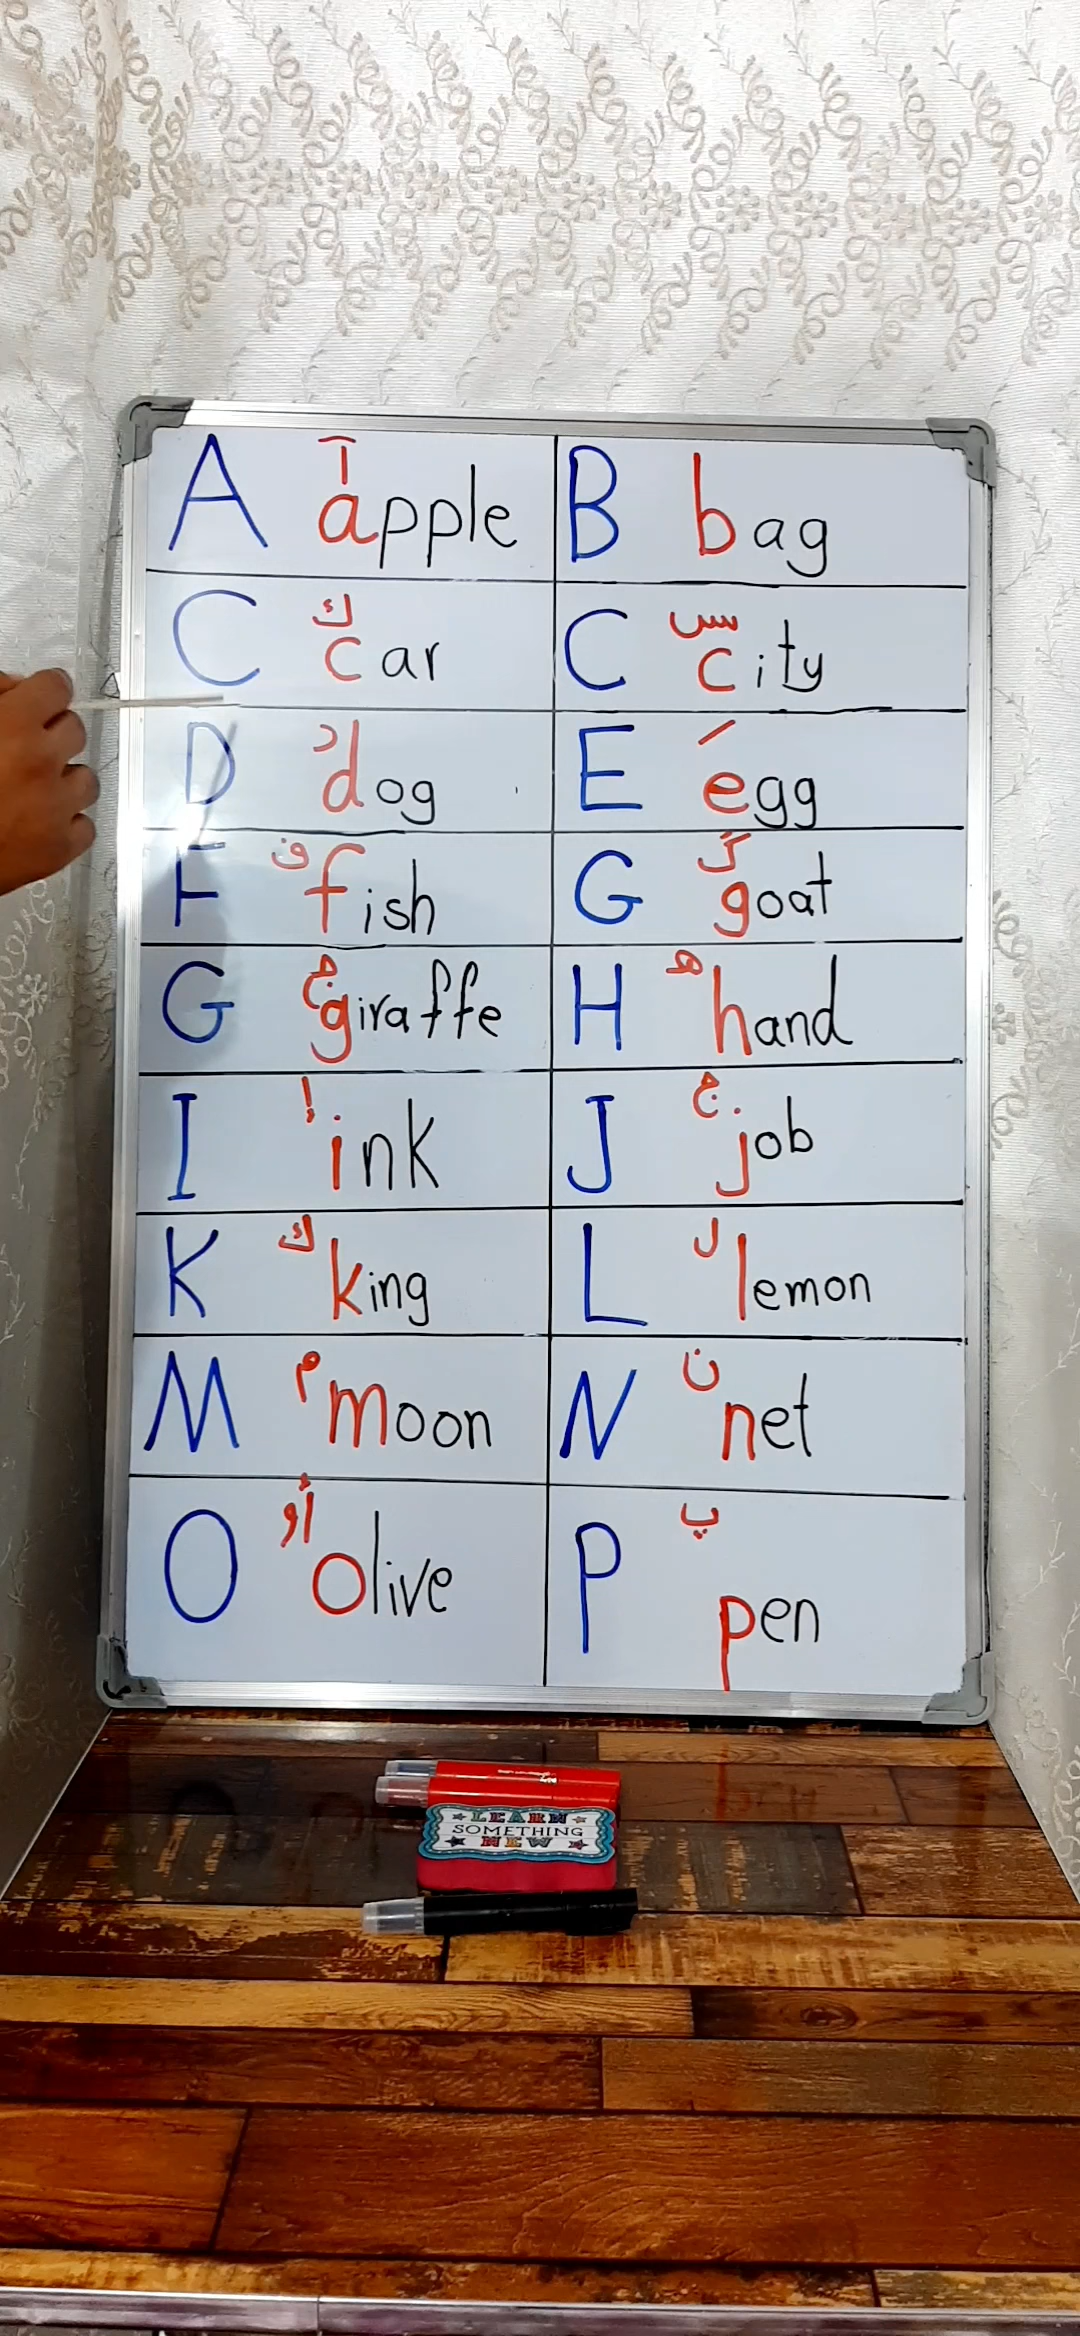 A آ apple B bag
C ك car C س city
D د dog E egg
F ف fish G گ goat
G ج giraffe H ه hand
I إ ink J ج job
K ك king L ل lemon
M م moon N ن net
O أو olive P پ pen
LEARN
SOMETHING
NEW